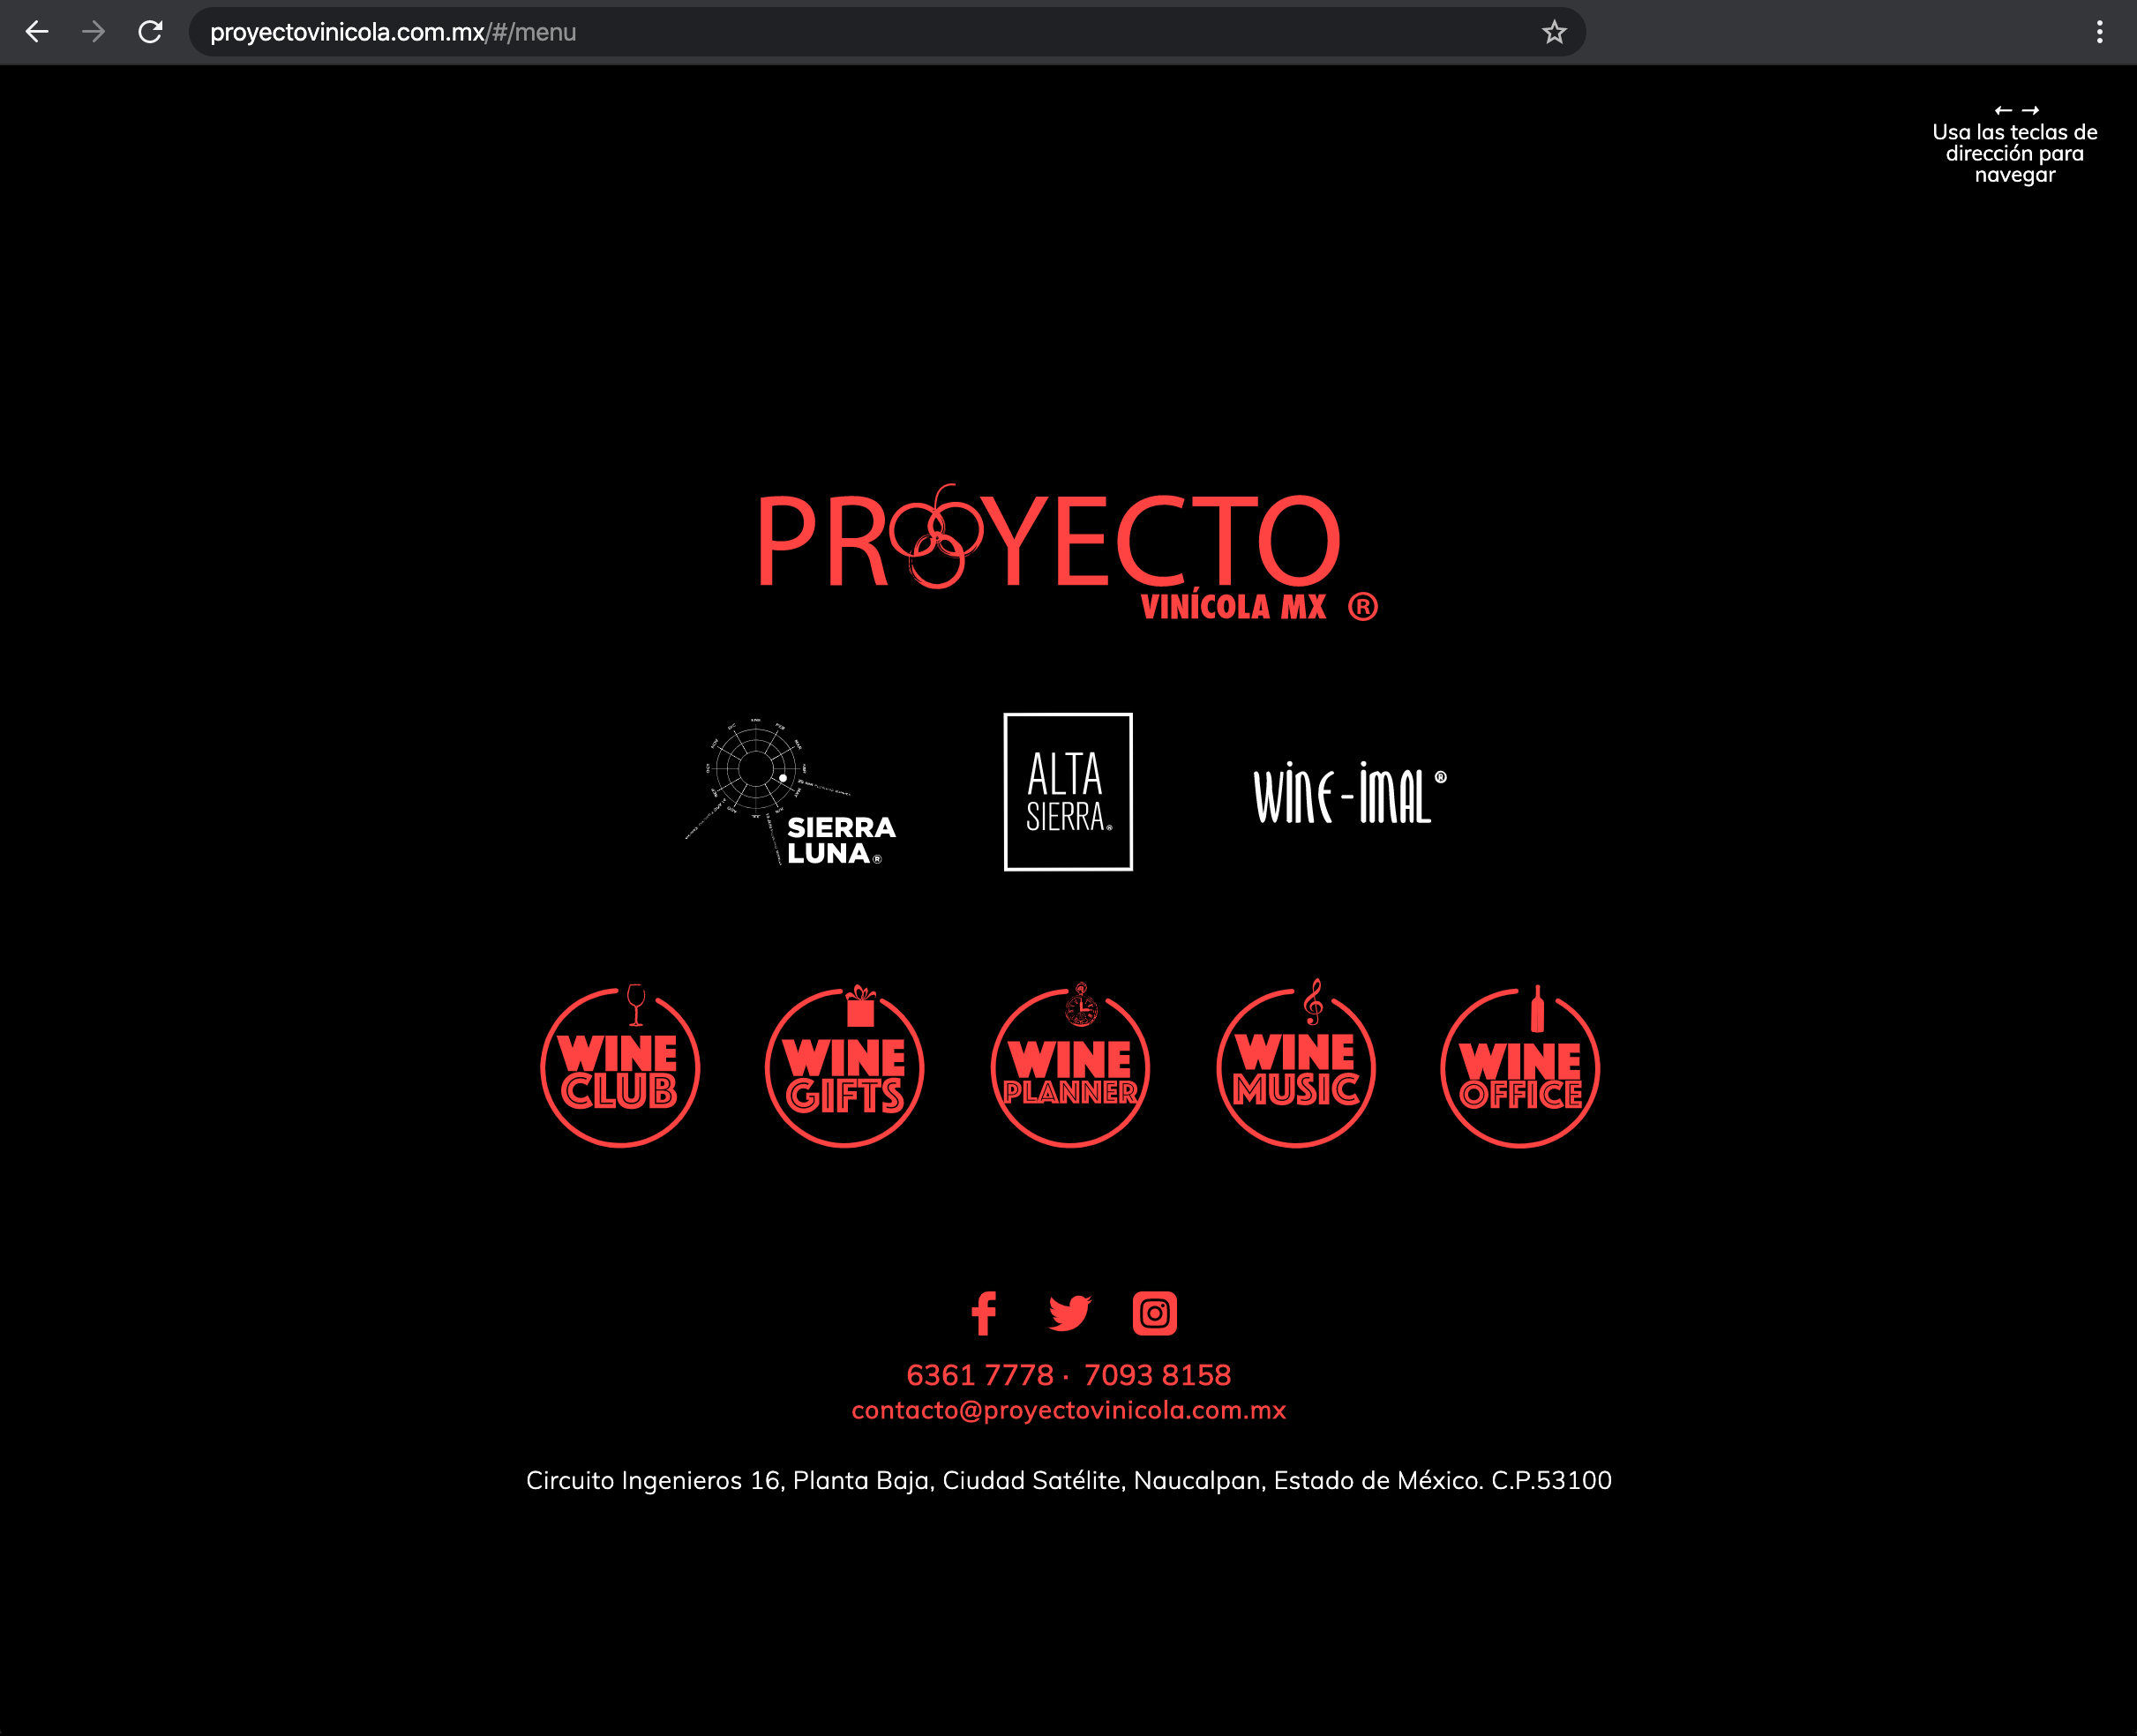 proyectovinicola.com.mx/#/menu
← →
Usa las teclas de
dirección para
navegar
PROYECTO
VINÍCOLA MX ®
SIERRA
LUNA®
ALTA
SIERRA®
WiNE-iMAL®
WINE
CLUB
WINE
GIFTS
WINE
PLANNER
WINE
MUSIC
WINE
OFFICE
6361 7778 · 7093 8158
contacto@proyectovinicola.com.mx
Circuito Ingenieros 16, Planta Baja, Ciudad Satélite, Naucalpan, Estado de México. C.P.53100